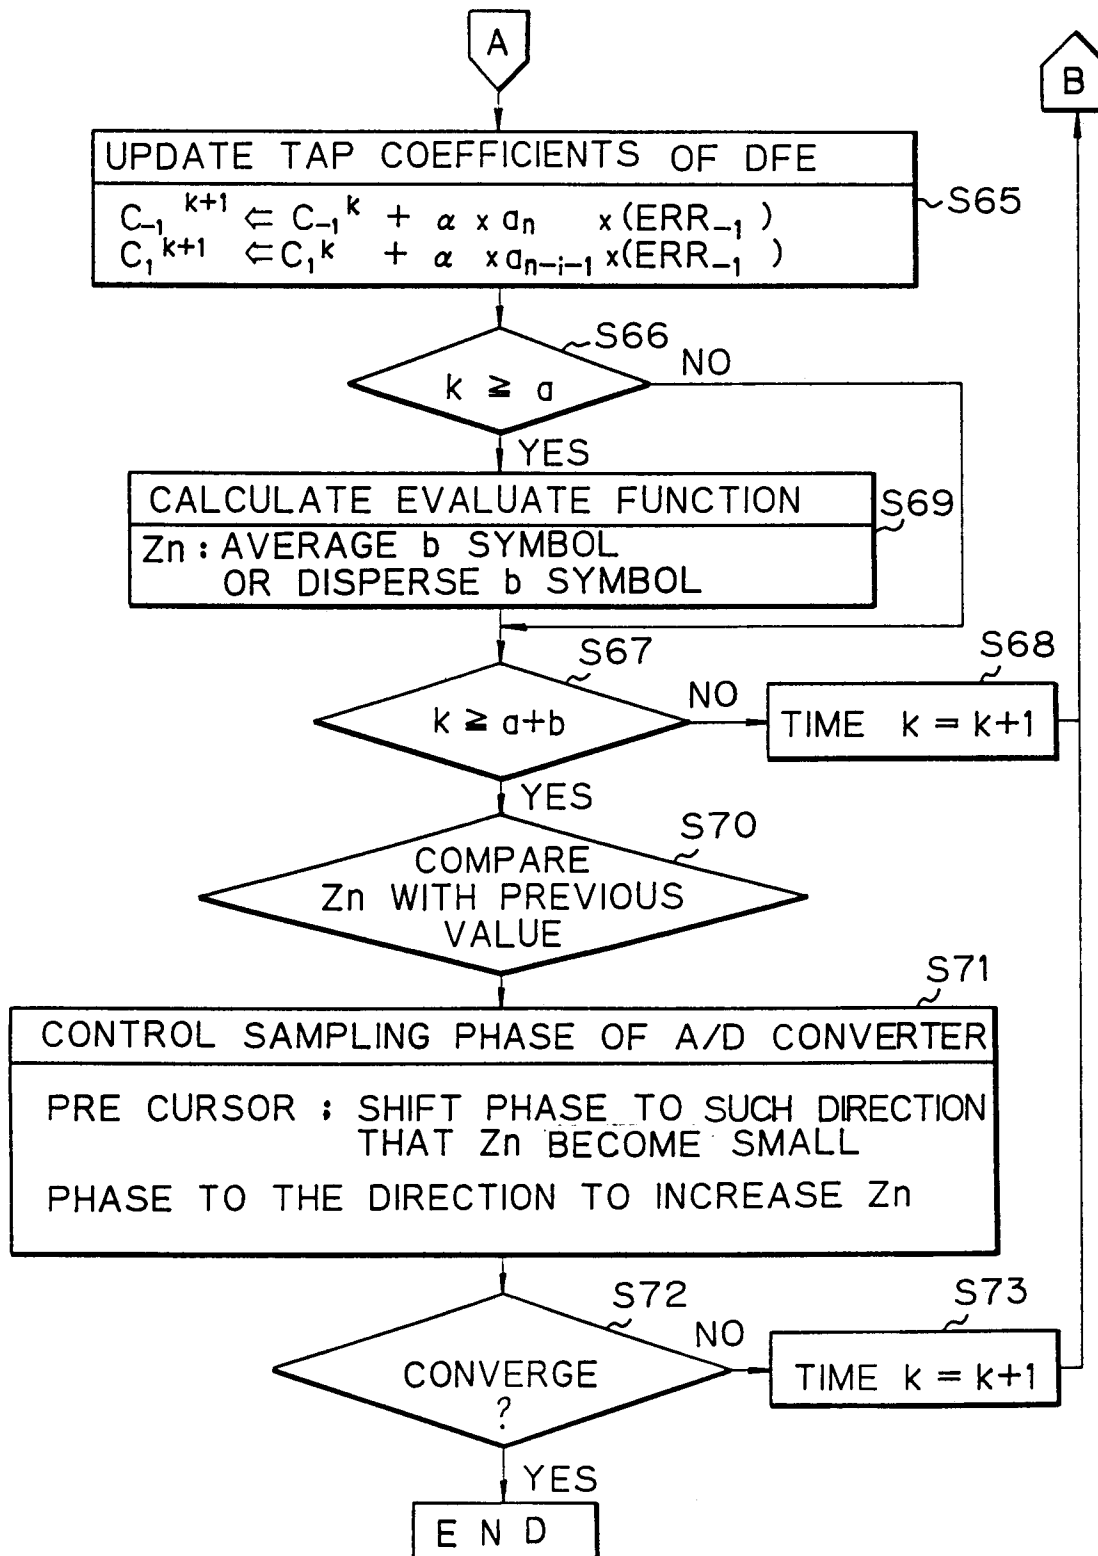 A
B
UPDATE TAP COEFFICIENTS OF DFE
C₋₁ᵏ⁺¹ ⇐ C₋₁ᵏ + α × aₙ × (ERR₋₁)
C₁ᵏ⁺¹ ⇐ C₁ᵏ + α × aₙ₋ᵢ₋₁ × (ERR₋₁)
S65
S66
k ≧ a
NO
YES
CALCULATE EVALUATE FUNCTION
S69
Zn : AVERAGE b SYMBOL
OR DISPERSE b SYMBOL
S67
k ≧ a+b
NO
S68
TIME k = k+1
YES
S70
COMPARE
Zn WITH PREVIOUS
VALUE
S71
CONTROL SAMPLING PHASE OF A/D CONVERTER
PRE CURSOR ; SHIFT PHASE TO SUCH DIRECTION
THAT Zn BECOME SMALL
PHASE TO THE DIRECTION TO INCREASE Zn
S72
CONVERGE
?
NO
S73
TIME k = k+1
YES
END